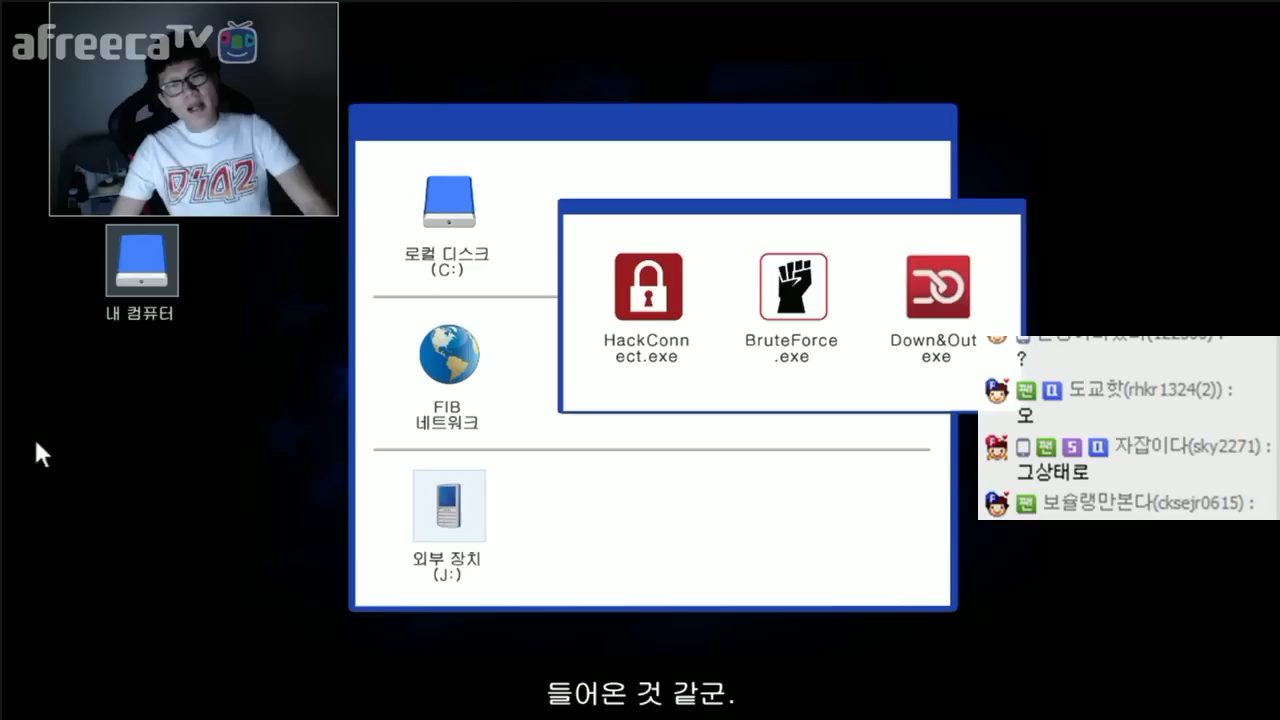 afreecaTV
로컬 디스크
(C:)
내 컴퓨터
HackConn
ect.exe
BruteForce
.exe
Down&Out
exe
FIB
네트워크
외부 장치
(J:)
?
도교핫(rhkr1324(2)) :
오
자잡이다(sky2271) :
그상태로
보슬랭만본다(cksejr0615) :
들어온 것 같군.